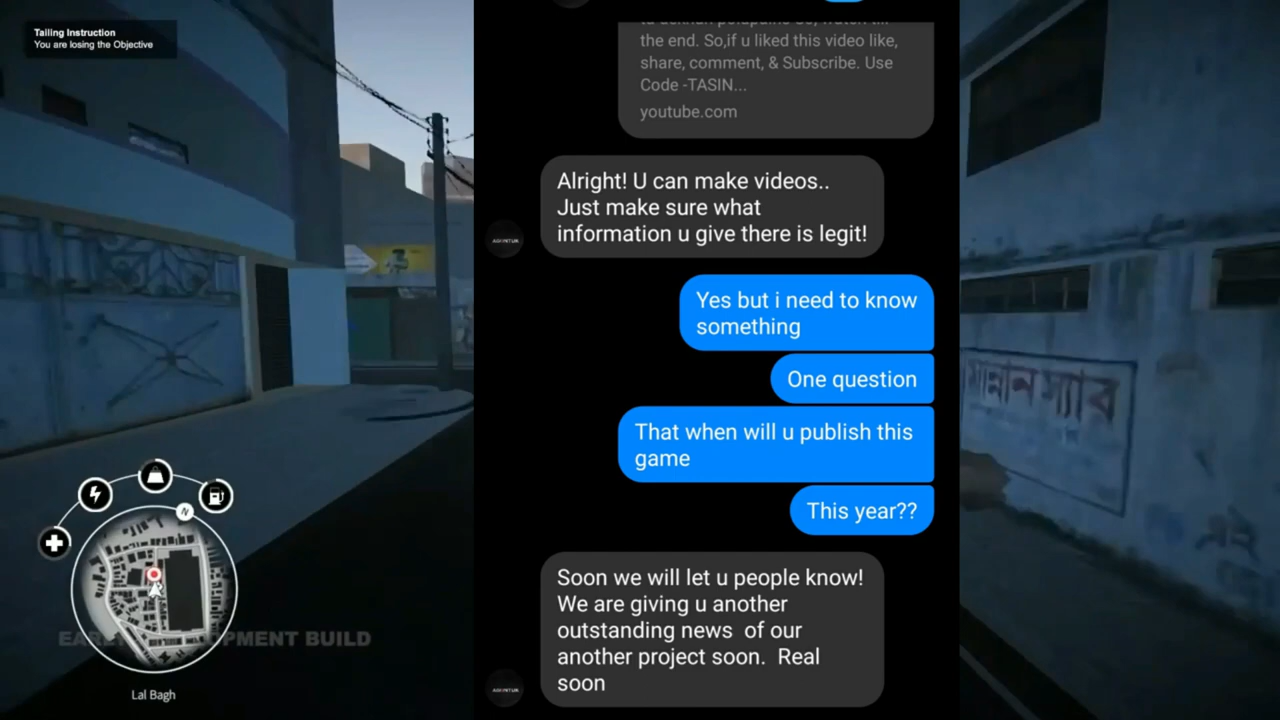 Tailing Instruction
You are losing the Objective
the end. So,if u liked this video like,
share, comment, & Subscribe. Use
Code -TASIN...
youtube.com
Alright! U can make videos..
Just make sure what
information u give there is legit!
Yes but i need to know
something
One question
That when will u publish this
game
This year??
Soon we will let u people know!
We are giving u another
outstanding news of our
another project soon. Real
soon
N
PMENT BUILD
Lal Bagh
স্যার